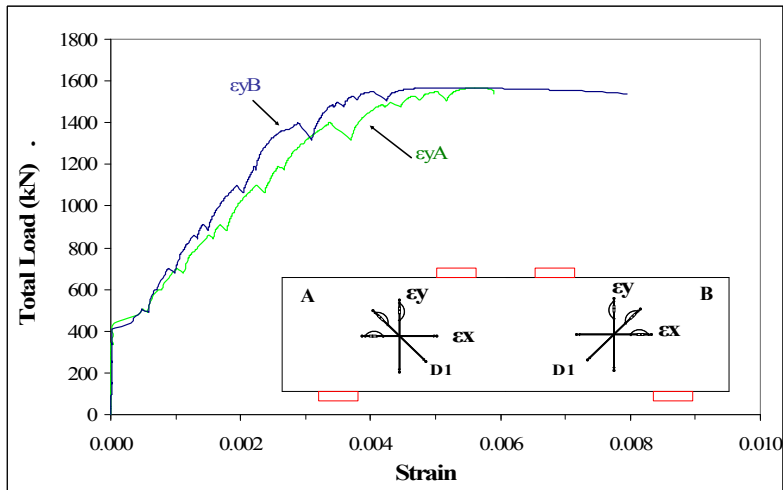 1800
1600
1400
1200
1000
800
600
400
200
0
Total Load (kN) .
εyB
εyA
A
εy
εx
D1
εy
B
εx
D1
0.000
0.002
0.004
0.006
0.008
0.010
Strain